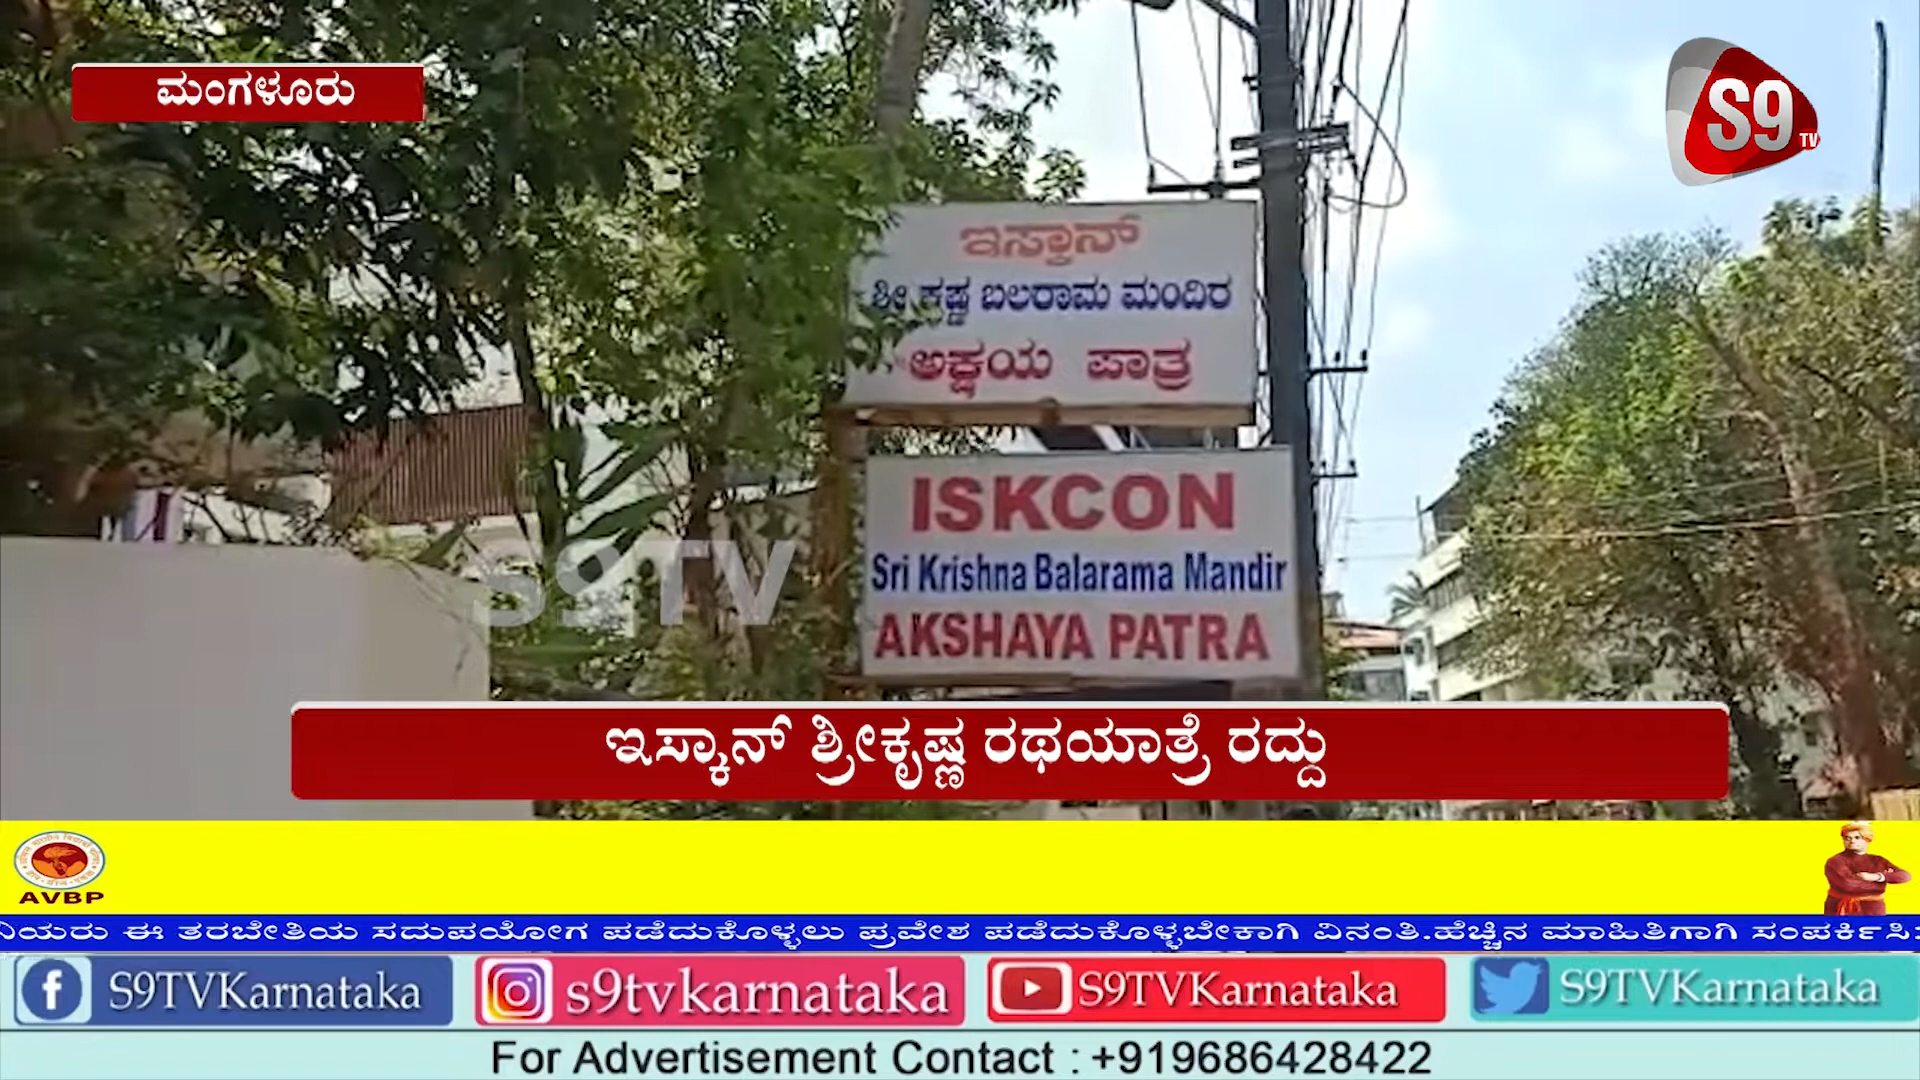 ಮಂಗಳೂರು
S9 TV
ಇಸ್ಕಾನ್
ಶ್ರೀ ಕೃಷ್ಣ ಬಲರಾಮ ಮಂದಿರ
ಅಕ್ಷಯ ಪಾತ್ರ
ISKCON
Sri Krishna Balarama Mandir
AKSHAYA PATRA
S9TV
ಇಸ್ಕಾನ್ ಶ್ರೀಕೃಷ್ಣ ರಥಯಾತ್ರೆ ರದ್ದು
AVBP
ಈ ತರಬೇತಿಯ ಸದುಪಯೋಗ ಪಡೆದುಕೊಳ್ಳಲು ಪ್ರವೇಶ ಪಡೆದುಕೊಳ್ಳಬೇಕಾಗಿ ವಿನಂತಿ.ಹೆಚ್ಚಿನ ಮಾಹಿತಿಗಾಗಿ
S9TVKarnataka s9tvkarnataka S9TVKarnataka S9TVKarnataka
For Advertisement Contact : +919686428422